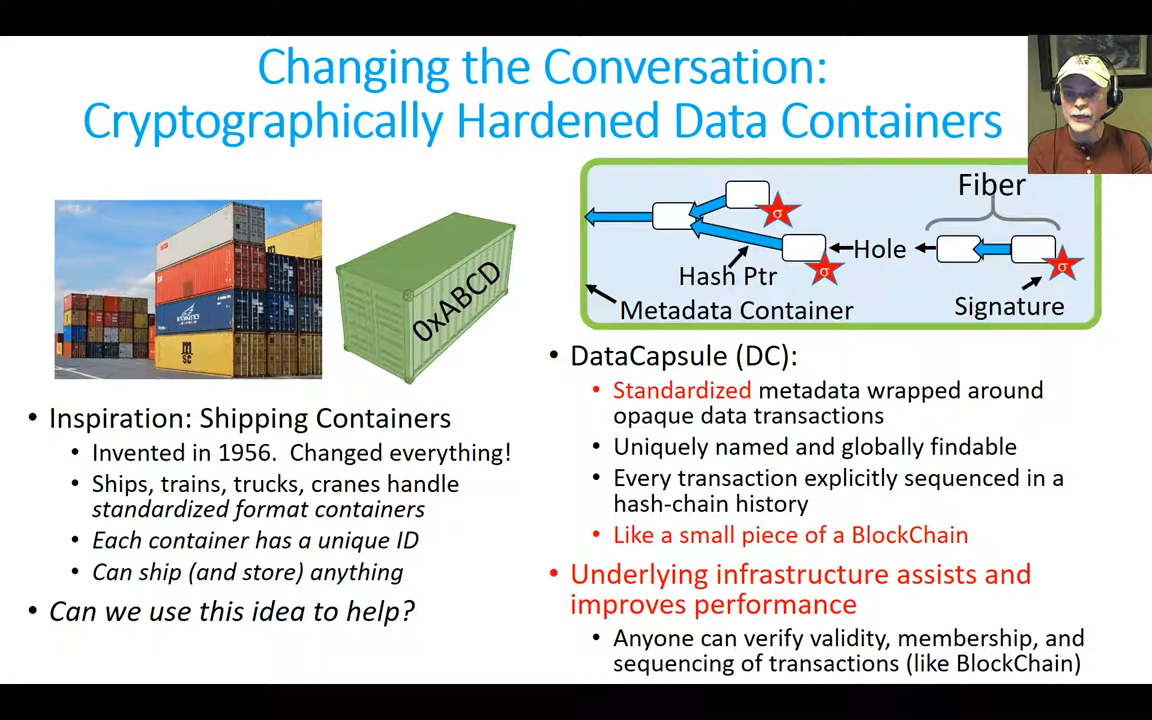 Changing the Conversation:
Cryptographically Hardened Data Containers
0xABCD
m
sc
• Inspiration: Shipping Containers
• Invented in 1956. Changed everything!
• Ships, trains, trucks, cranes handle
standardized format containers
• Each container has a unique ID
• Can ship (and store) anything
• Can we use this idea to help?
Fiber
σ
Hole
σ
σ
Hash Ptr
Metadata Container
Signature
• DataCapsule (DC):
• Standardized metadata wrapped around
opaque data transactions
• Uniquely named and globally findable
• Every transaction explicitly sequenced in a
hash-chain history
• Like a small piece of a BlockChain
• Underlying infrastructure assists and
improves performance
• Anyone can verify validity, membership, and
sequencing of transactions (like BlockChain)